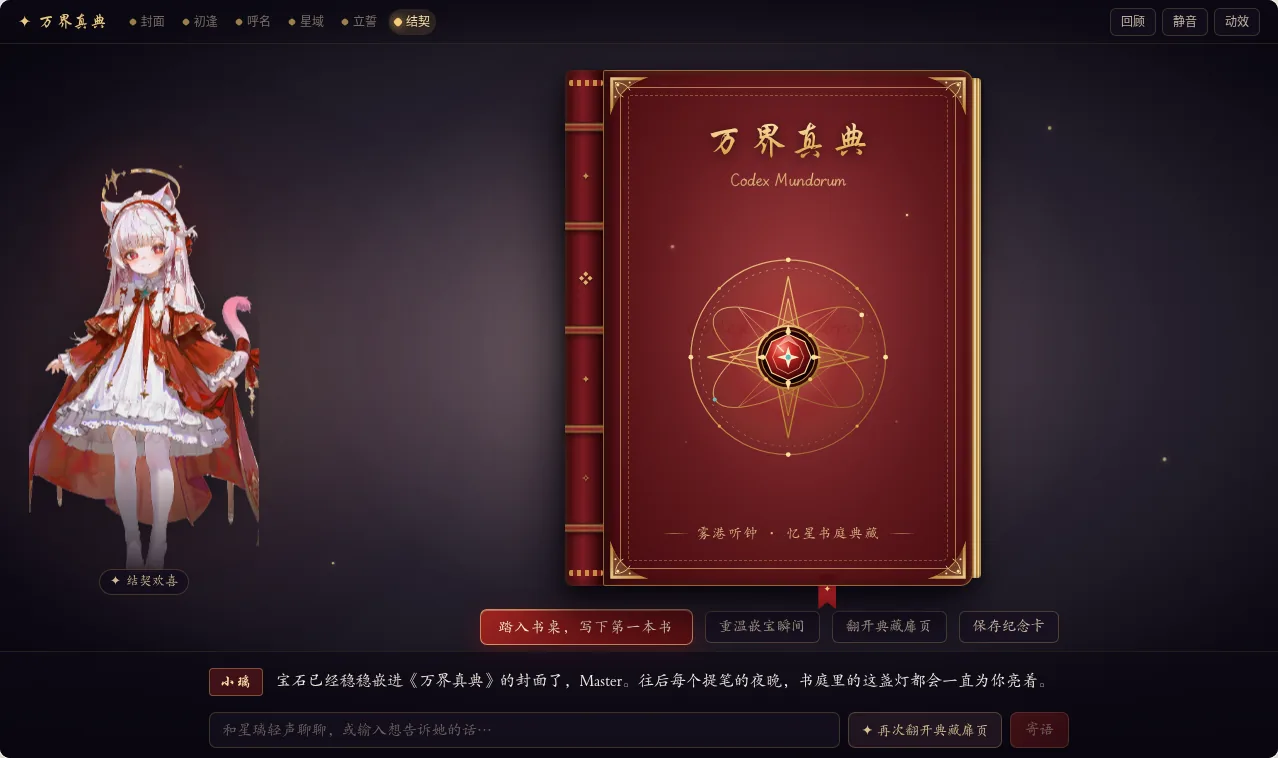 ✦ 万界真典 封面 初逢 呼名 星域 立誓 结契 回顾 静音 动效
万界真典
Codex Mundorum
雾港听钟 · 忆星书庭典藏
✦ 结契欢喜
踏入书桌，写下第一本书 重温嵌宝瞬间 翻开典藏扉页 保存纪念卡
小璃 宝石已经稳稳嵌进《万界真典》的封面了，Master。往后每个提笔的夜晚，书庭里的这盏灯都会一直为你亮着。
和星璃轻声聊聊，或输入想告诉她的话… ✦ 再次翻开典藏扉页 寄语